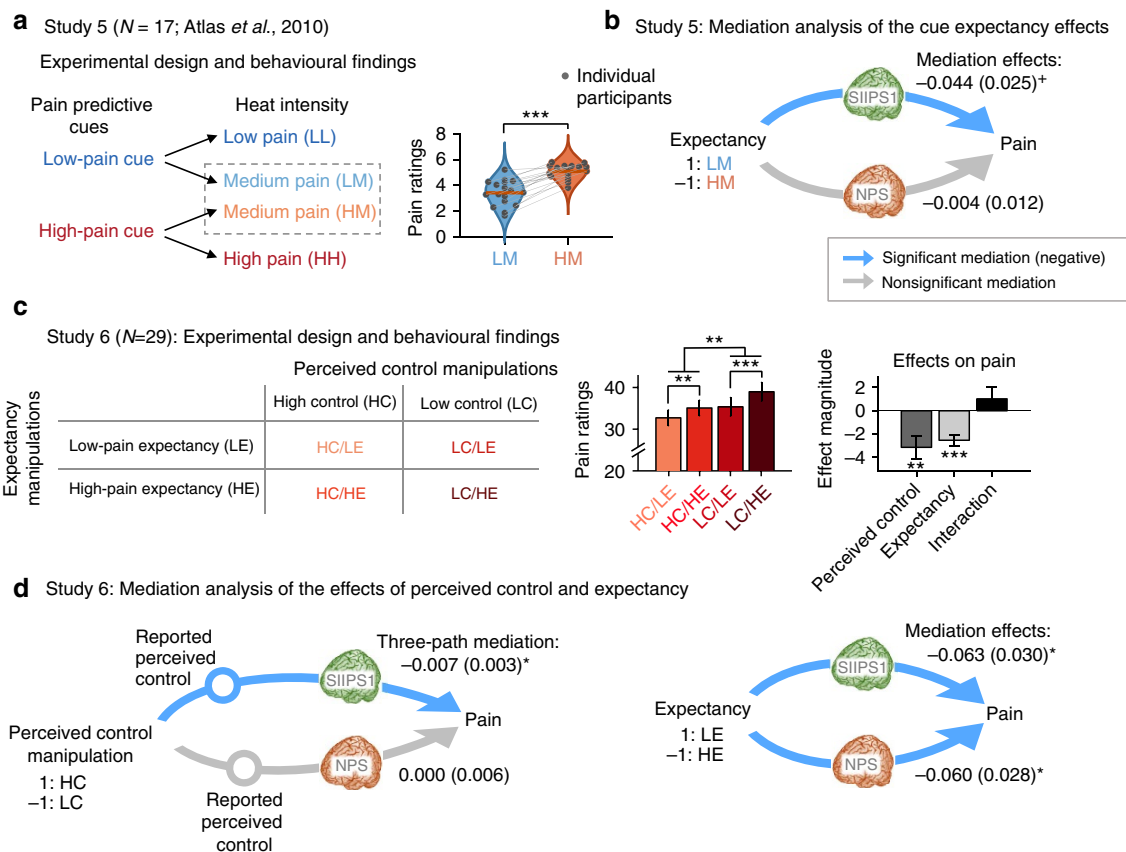 a
Study 5 (N = 17; Atlas et al., 2010)
Experimental design and behavioural findings
Pain predictive
cues
Low-pain cue
High-pain cue
Heat intensity
Low pain (LL)
Medium pain (LM)
Medium pain (HM)
High pain (HH)
Individual
participants
***
Pain ratings
8
6
4
2
0
LM
HM
b
Study 5: Mediation analysis of the cue expectancy effects
Mediation effects:
−0.044 (0.025)+
SIIPS1
Expectancy
1: LM
−1: HM
Pain
NPS
−0.004 (0.012)
Significant mediation (negative)
Nonsignificant mediation
c
Study 6 (N=29): Experimental design and behavioural findings
Perceived control manipulations
Expectancy
manipulations
High control (HC)
Low control (LC)
Low-pain expectancy (LE)
HC/LE
LC/LE
High-pain expectancy (HE)
HC/HE
LC/HE
**
**
***
Pain ratings
40
30
20
HC/LE
HC/HE
LC/LE
LC/HE
Effects on pain
Effect magnitude
2
0
−2
−4
**
***
Perceived control
Expectancy
Interaction
d
Study 6: Mediation analysis of the effects of perceived control and expectancy
Reported
perceived
control
Three-path mediation:
−0.007 (0.003)*
SIIPS1
Pain
Perceived control
manipulation
1: HC
−1: LC
NPS
0.000 (0.006)
Reported
perceived
control
Mediation effects:
−0.063 (0.030)*
SIIPS1
Expectancy
1: LE
−1: HE
Pain
NPS
−0.060 (0.028)*